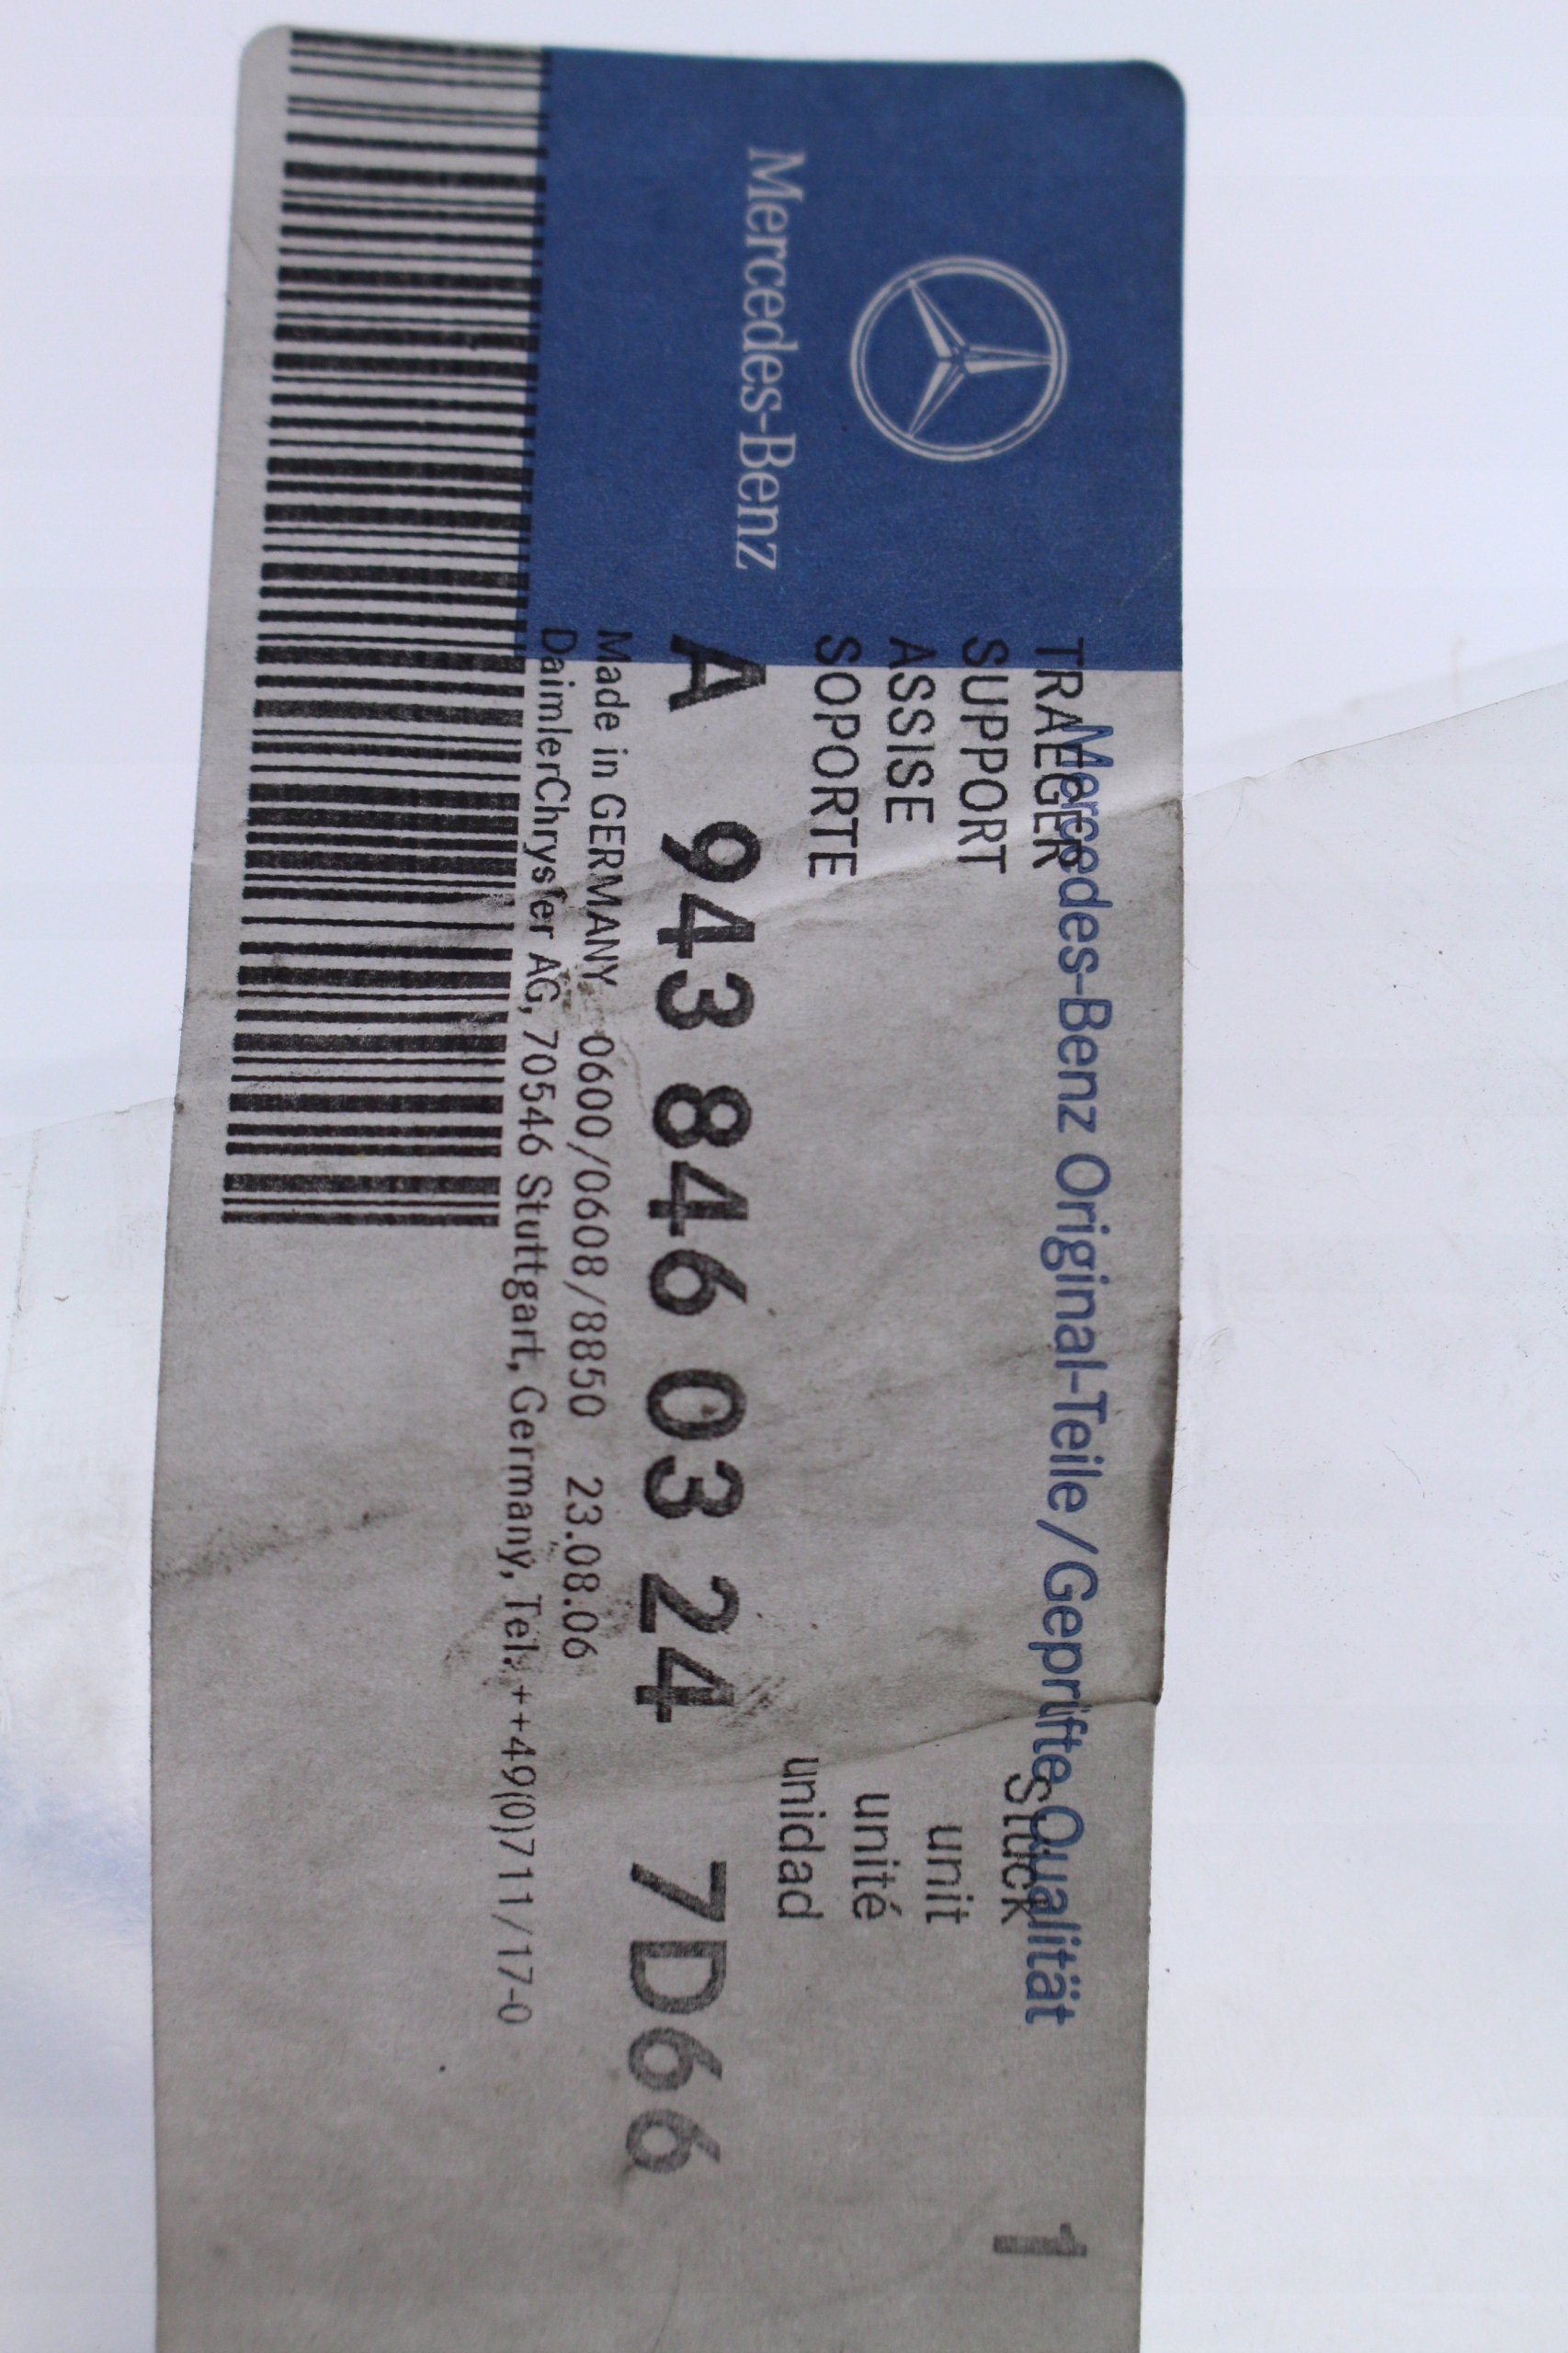 Mercedes-Benz
Mercedes-Benz Original-Teile/Geprüfte Qualität
TRAEGER
SUPPORT
ASSISE
SOPORTE
Stück
unit
unité
unidad
1
A 943 846 03 24 7D66
Made in GERMANY 0600/0608/8850 23.08.06
DaimlerChrysler AG, 70546 Stuttgart, Germany, Tel. ++49(0)711/17-0